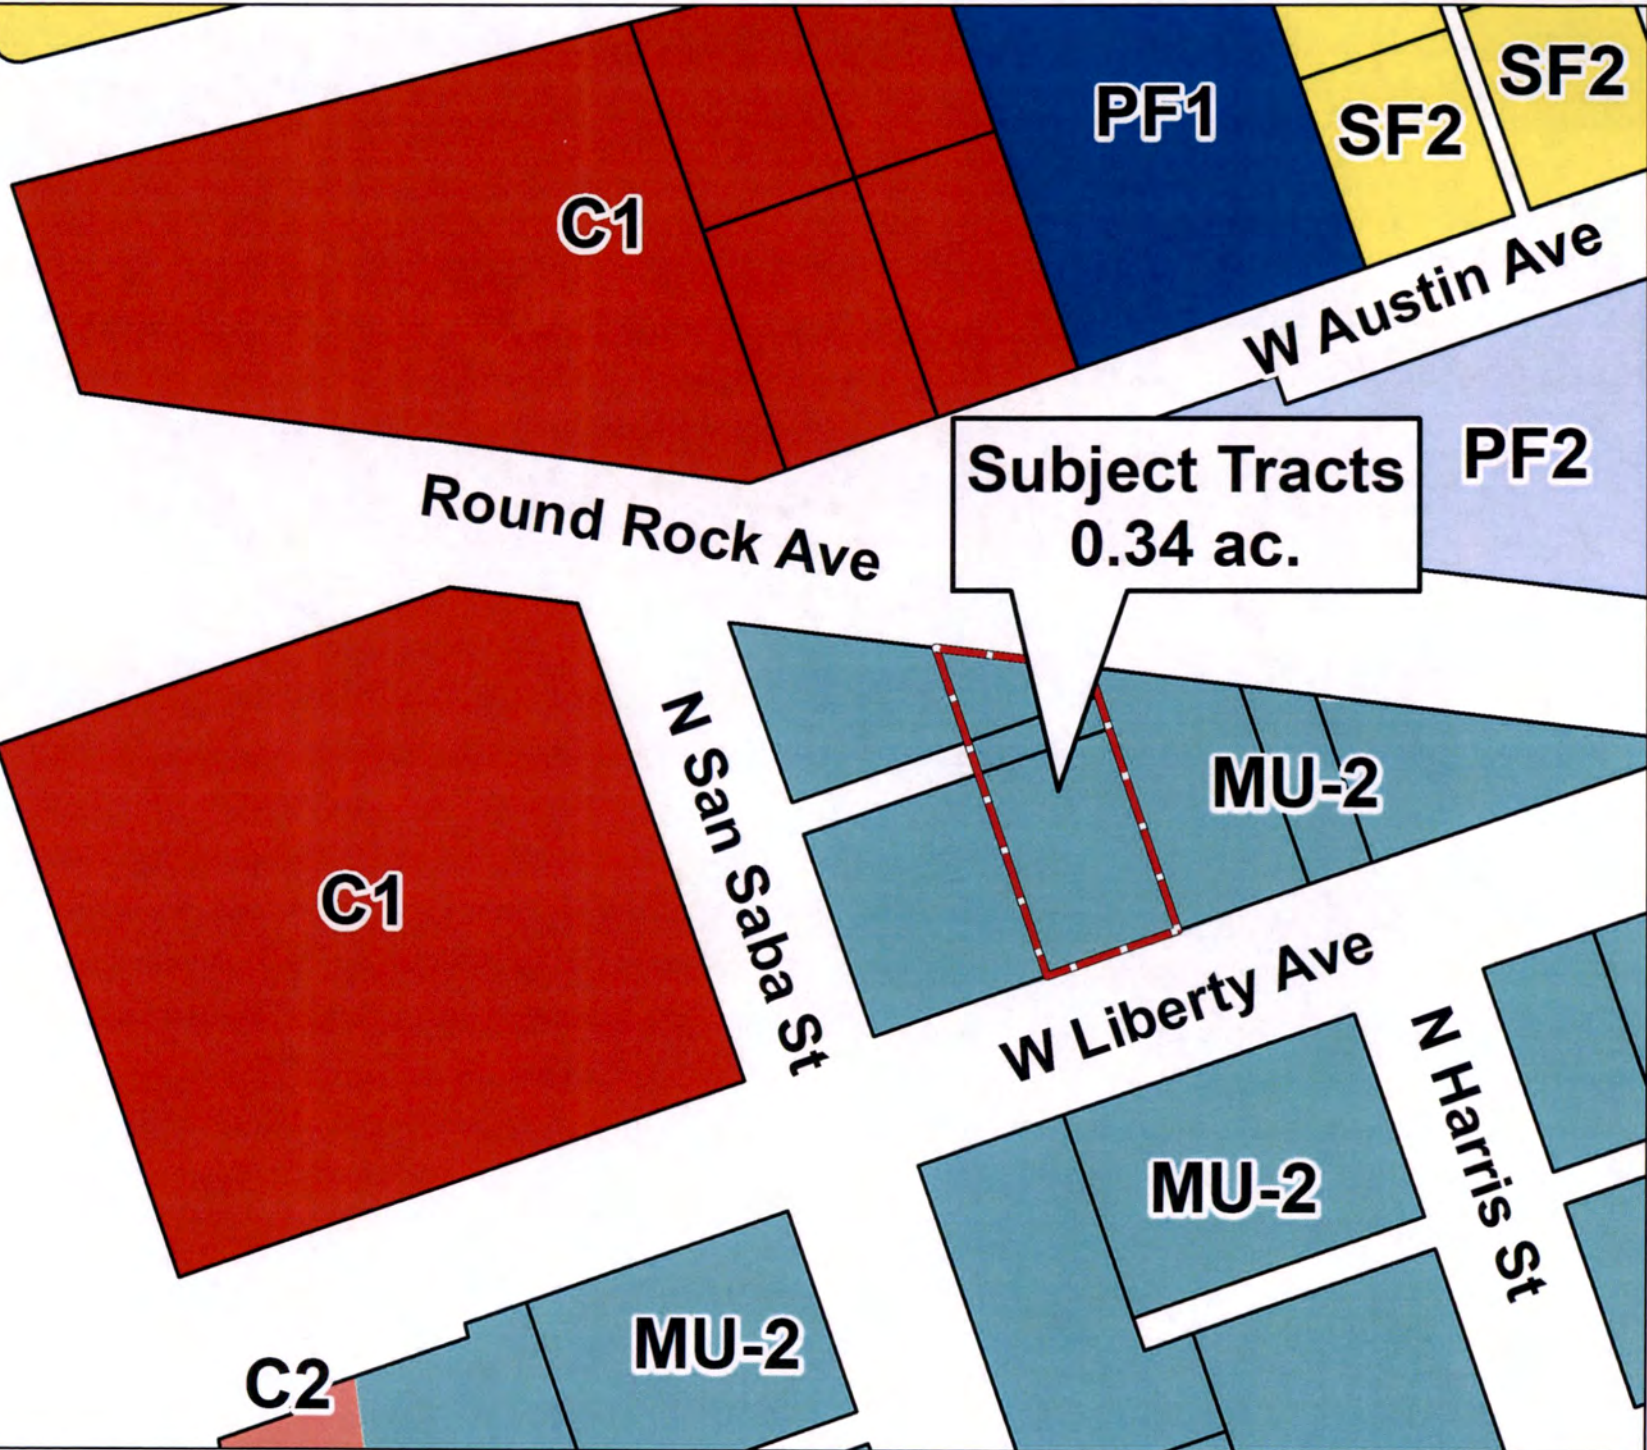 SF2
PF1
SF2
C1
W Austin Ave
PF2
Subject Tracts
0.34 ac.
Round Rock Ave
N San Saba St
MU-2
C1
W Liberty Ave
N Harris St
MU-2
MU-2
C2